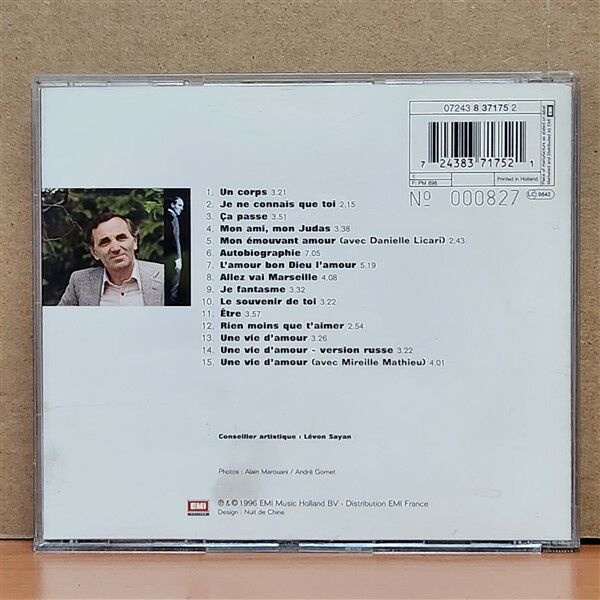 07243 8 37175 2
7 24383 71752 1
F: PM 898
Printed in Holland
Nº 000827
LC 0542
EMI
1. Un corps 3.21
2. Je ne connais que toi 2.15
3. Ça passe 3.51
4. Mon ami, mon Judas 3.38
5. Mon émouvant amour (avec Danielle Licari) 2.43
6. Autobiographie 7.05
7. L'amour bon Dieu l'amour 5.19
8. Allez vai Marseille 4.08
9. Je fantasme 3.32
10. Le souvenir de toi 3.22
11. Être 3.57
12. Rien moins que t'aimer 2.54
13. Une vie d'amour 3.26
14. Une vie d'amour - version russe 3.22
15. Une vie d'amour (avec Mireille Mathieu) 4.01
Conseiller artistique : Lévon Sayan
Photos : Alain Marouani / André Gornet
EMI
℗ & © 1996 EMI Music Holland BV - Distribution EMI France
Design : Nuit de Chine